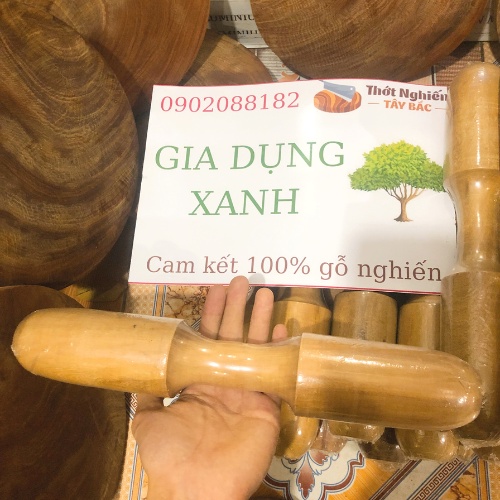 0902088182
Thớt Nghiến
TÂY BẮC
GIA DỤNG
XANH
Cam kết 100% gỗ nghiến